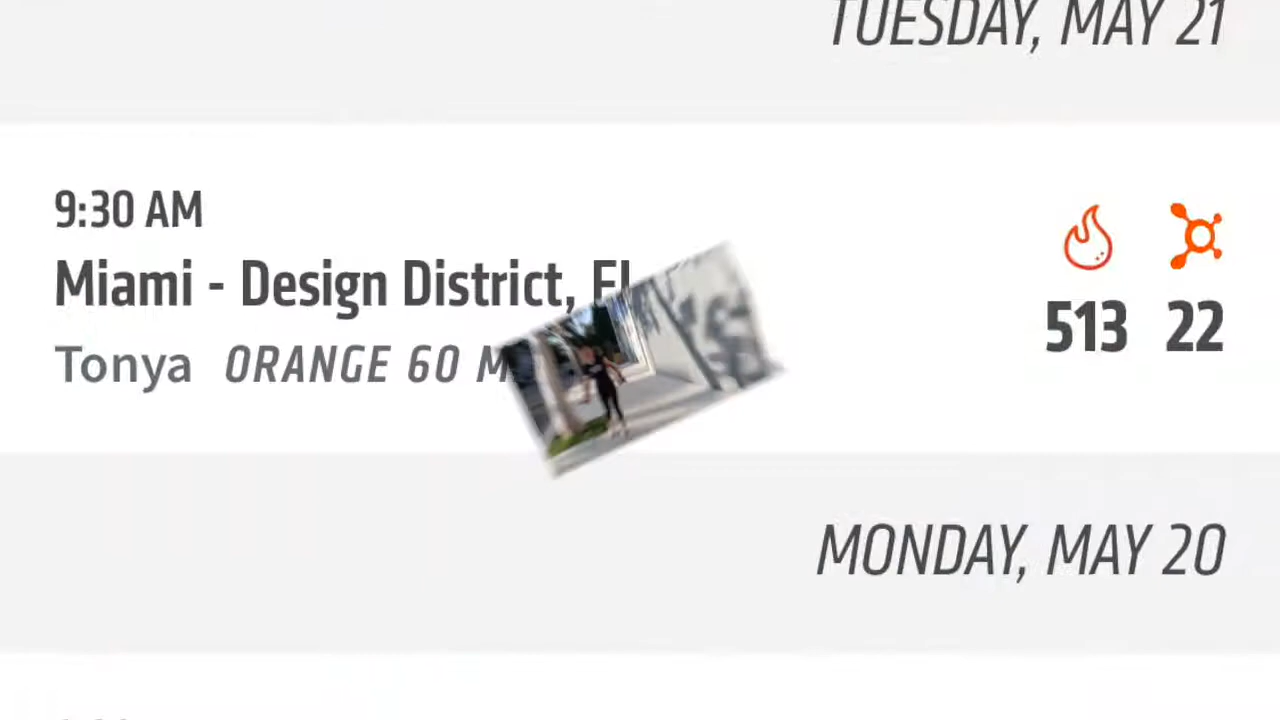 TUESDAY, MAY 21
9:30 AM
Miami - Design District, FL
Tonya ORANGE 60
513 22
MONDAY, MAY 20